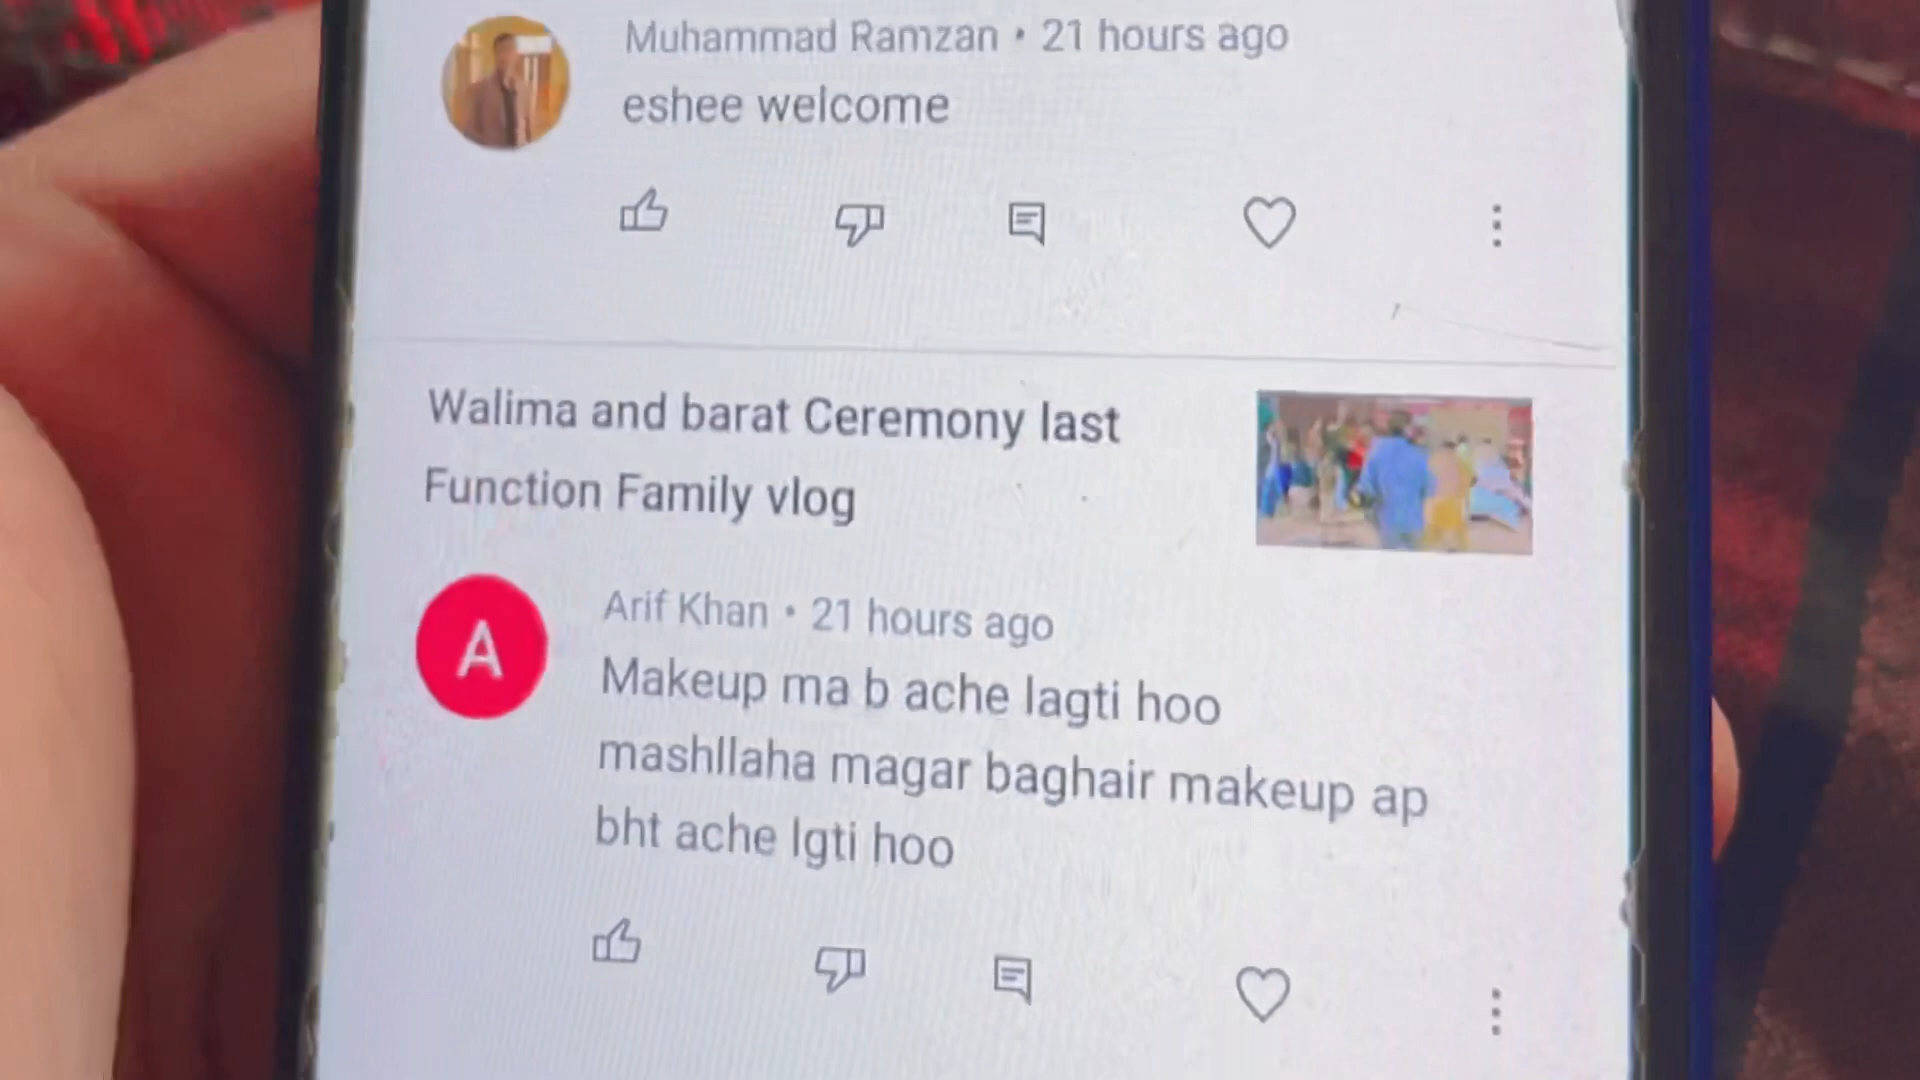 Muhammad Ramzan • 21 hours ago
eshee welcome
Walima and barat Ceremony last
Function Family vlog
A
Arif Khan • 21 hours ago
Makeup ma b ache lagti hoo
mashllaha magar baghair makeup ap
bht ache lgti hoo